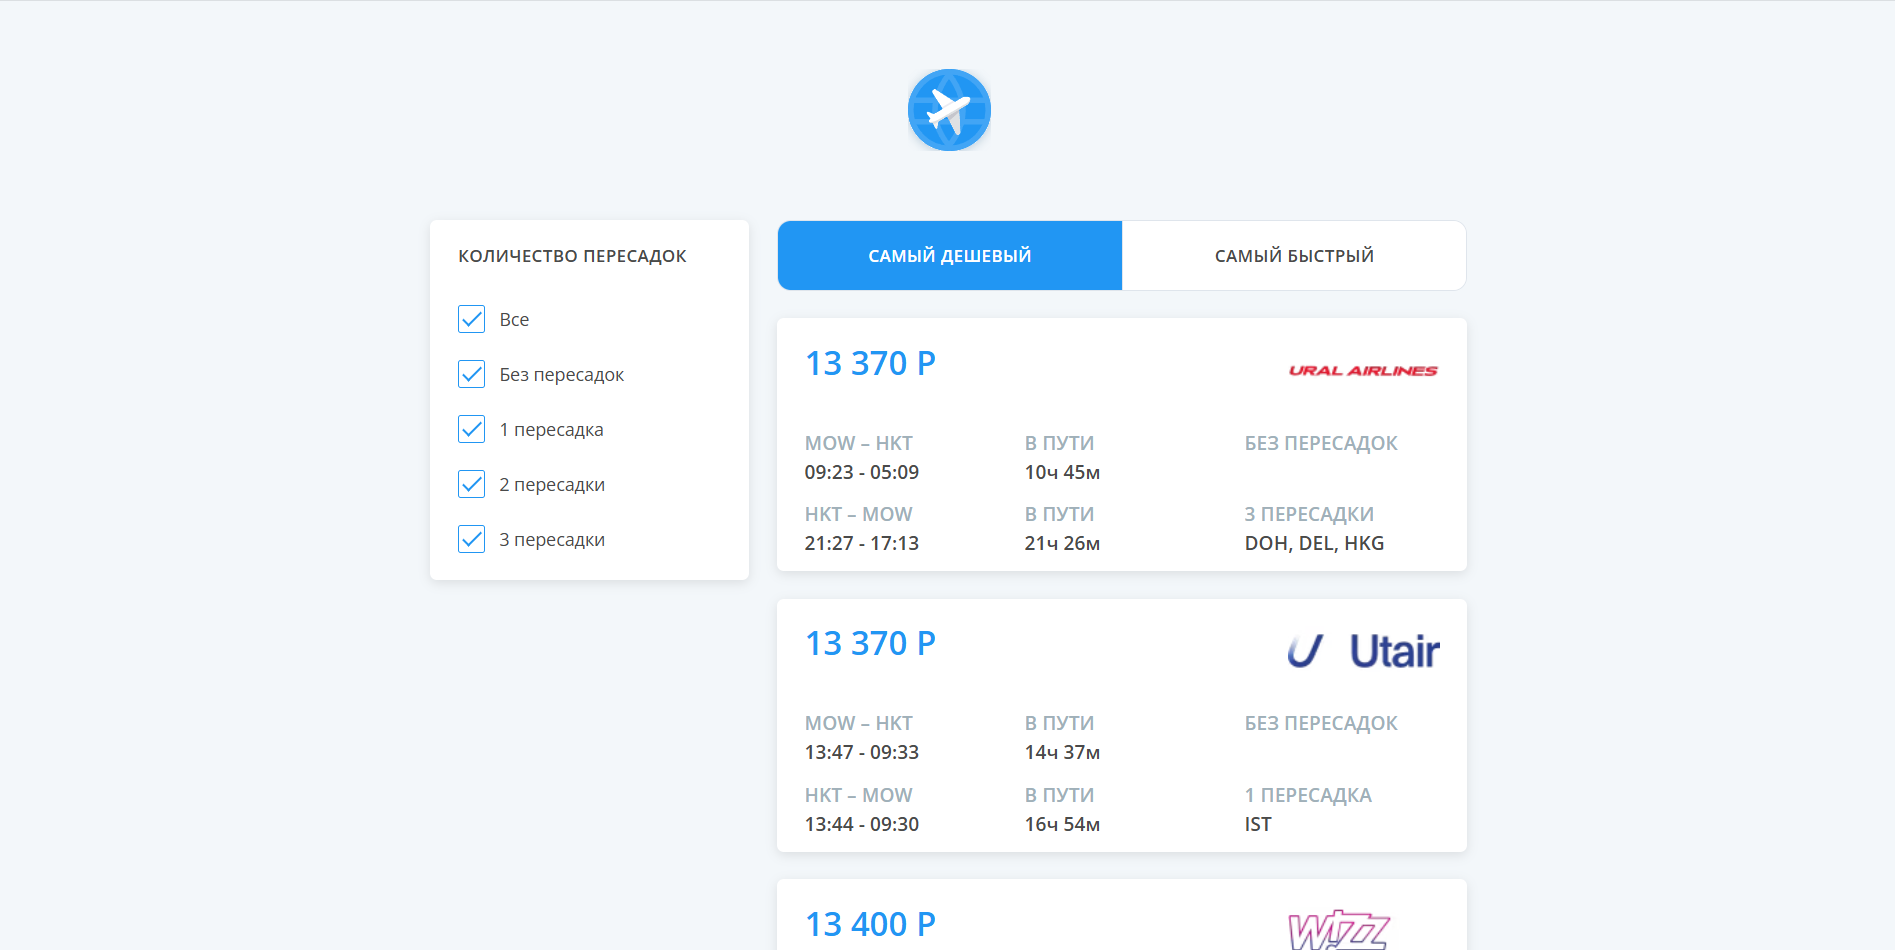 КОЛИЧЕСТВО ПЕРЕСАДОК
Все
Без пересадок
1 пересадка
2 пересадки
3 пересадки
САМЫЙ ДЕШЕВЫЙ
САМЫЙ БЫСТРЫЙ
13 370 Р
URAL AIRLINES
MOW – HKT
В ПУТИ
БЕЗ ПЕРЕСАДОК
09:23 - 05:09
10ч 45м
HKT – MOW
В ПУТИ
3 ПЕРЕСАДКИ
21:27 - 17:13
21ч 26м
DOH, DEL, HKG
13 370 Р
Utair
MOW – HKT
В ПУТИ
БЕЗ ПЕРЕСАДОК
13:47 - 09:33
14ч 37м
HKT – MOW
В ПУТИ
1 ПЕРЕСАДКА
13:44 - 09:30
16ч 54м
IST
13 400 Р
Wizz